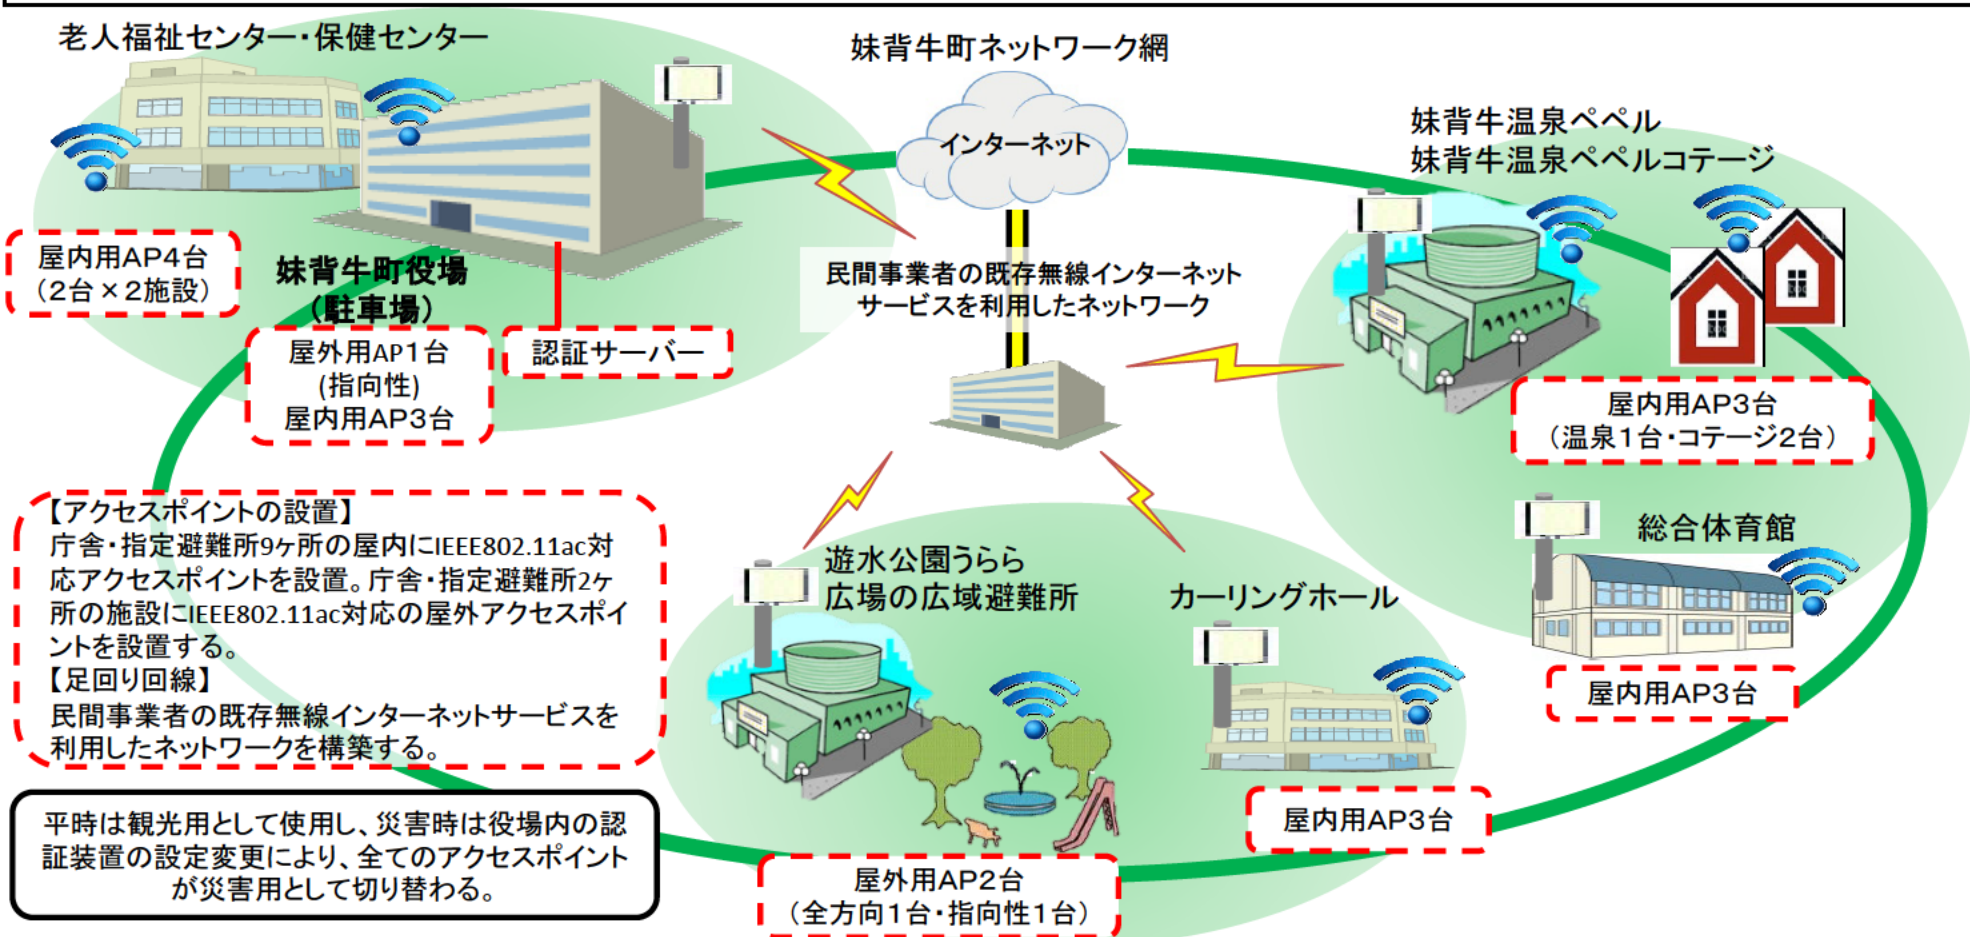 老人福祉センター・保健センター
妹背牛町ネットワーク網
インターネット
妹背牛温泉ペペル
妹背牛温泉ペペルコテージ
屋内用AP4台
(2台×2施設)
妹背牛町役場
(駐車場)
屋外用AP1台
(指向性)
屋内用AP3台
認証サーバー
民間事業者の既存無線インターネット
サービスを利用したネットワーク
屋内用AP3台
(温泉1台・コテージ2台)
総合体育館
屋内用AP3台
【アクセスポイントの設置】
庁舎・指定避難所9ヶ所の屋内にIEEE802.11ac対
応アクセスポイントを設置。庁舎・指定避難所2ヶ
所の施設にIEEE802.11ac対応の屋外アクセスポイ
ントを設置する。
【足回り回線】
民間事業者の既存無線インターネットサービスを
利用したネットワークを構築する。
遊水公園うらら
広場の広域避難所
カーリングホール
屋内用AP3台
屋外用AP2台
(全方向1台・指向性1台)
平時は観光用として使用し、災害時は役場内の認
証装置の設定変更により、全てのアクセスポイント
が災害用として切り替わる。